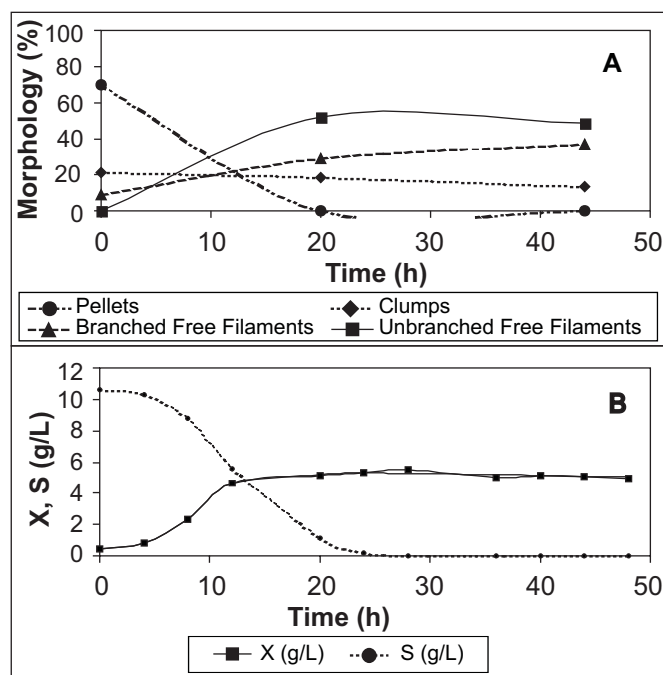 Morphology (%)
100
80
60
40
20
0
A
0 10 20 30 40 50
Time (h)
Pellets Clumps
Branched Free Filaments Unbranched Free Filaments
X, S (g/L)
12
10
8
6
4
2
0
B
0 10 20 30 40 50
Time (h)
X (g/L) S (g/L)